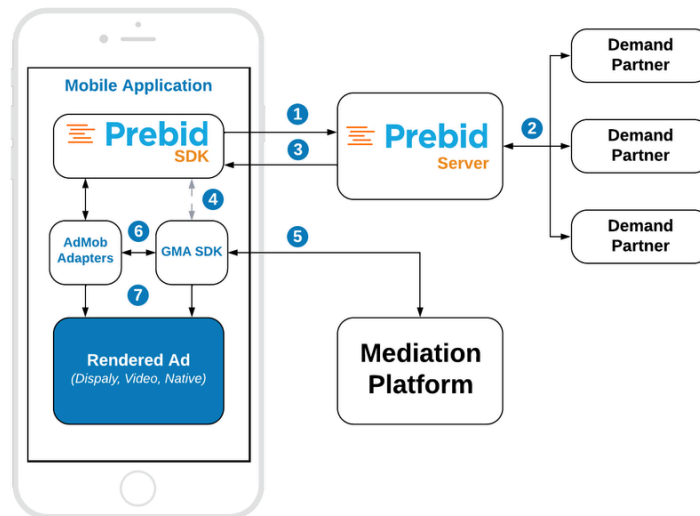 Mobile Application
Prebid
SDK
1
3
Prebid
Server
2
Demand
Partner
Demand
Partner
Demand
Partner
4
AdMob
Adapters
6
GMA SDK
5
7
Rendered Ad
(Dispaly, Video, Native)
Mediation
Platform